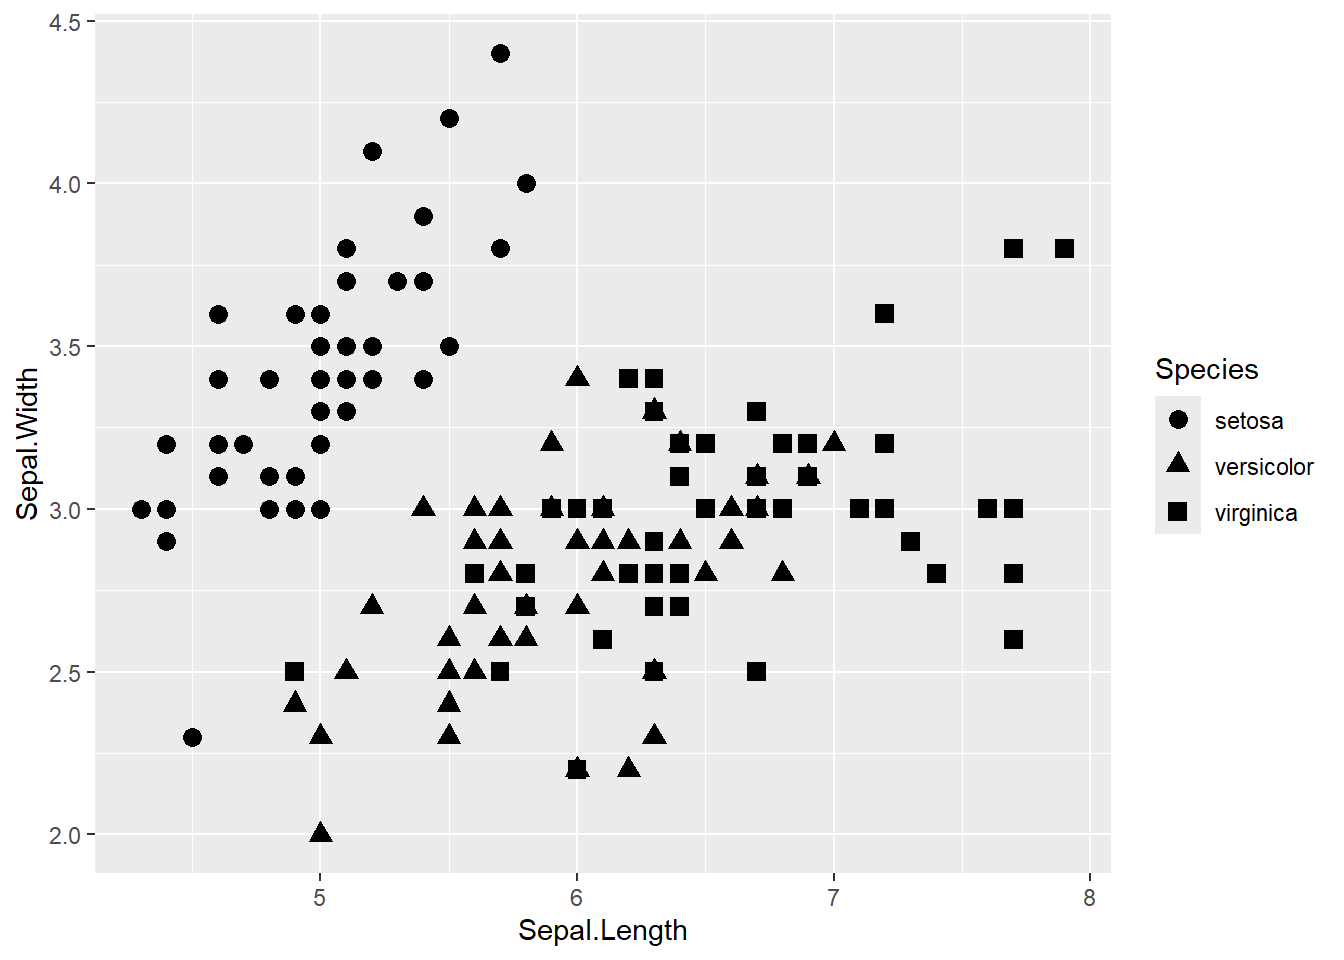 4.5
4.0
3.5
3.0
2.5
2.0
Sepal.Width
5 6 7 8
Sepal.Length
Species
setosa
versicolor
virginica